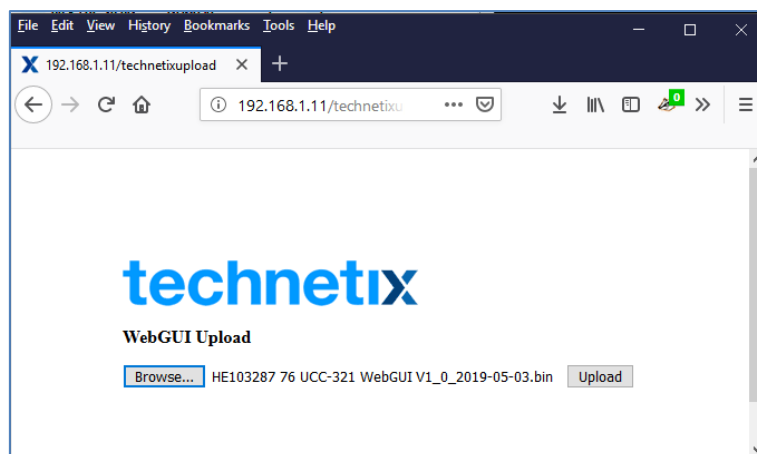 File Edit View History Bookmarks Tools Help
192.168.1.11/technetixupload
192.168.1.11/technetixu
0
technetix
WebGUI Upload
Browse... HE103287 76 UCC-321 WebGUI V1_0_2019-05-03.bin Upload